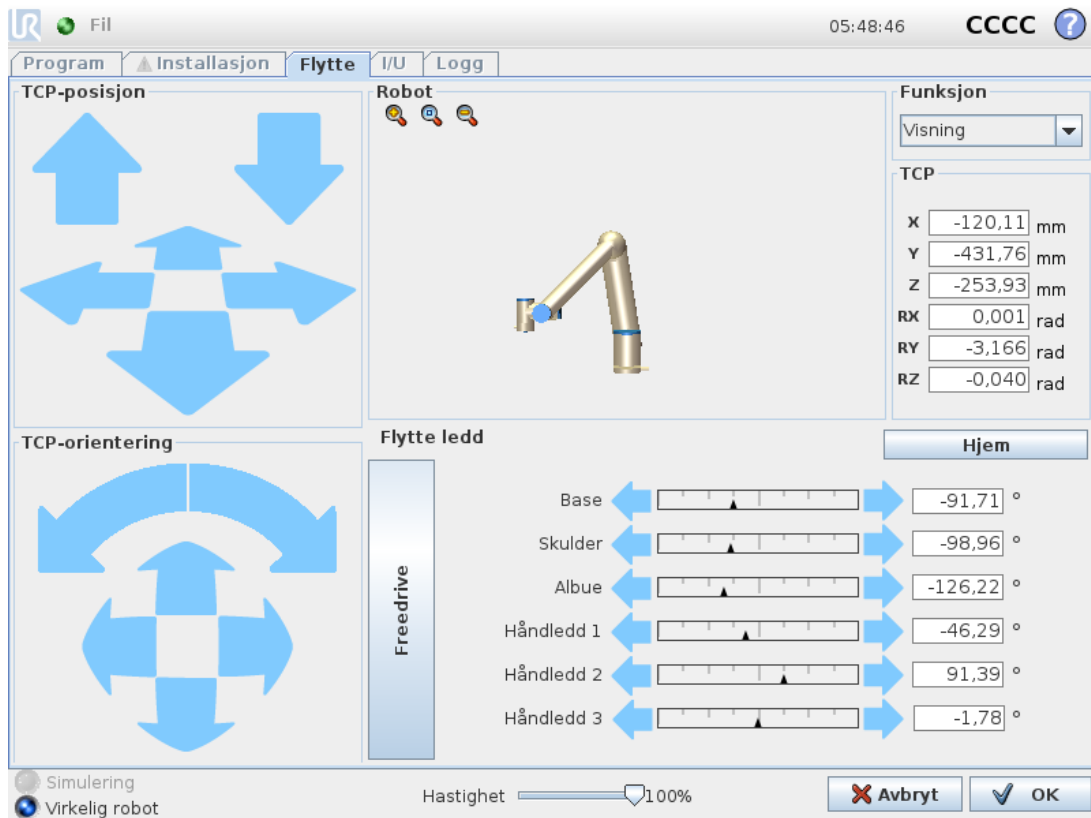 UR Fil 05:48:46 CCCC ?
Program Installasjon Flytte I/U Logg
TCP-posisjon
Robot
Funksjon
Visning
TCP
X -120,11 mm
Y -431,76 mm
Z -253,93 mm
RX 0,001 rad
RY -3,166 rad
RZ -0,040 rad
TCP-orientering
Flytte ledd
Hjem
Freedrive
Base -91,71 °
Skulder -98,96 °
Albue -126,22 °
Håndledd 1 -46,29 °
Håndledd 2 91,39 °
Håndledd 3 -1,78 °
Simulering
Virkelig robot
Hastighet 100%
Avbryt
OK